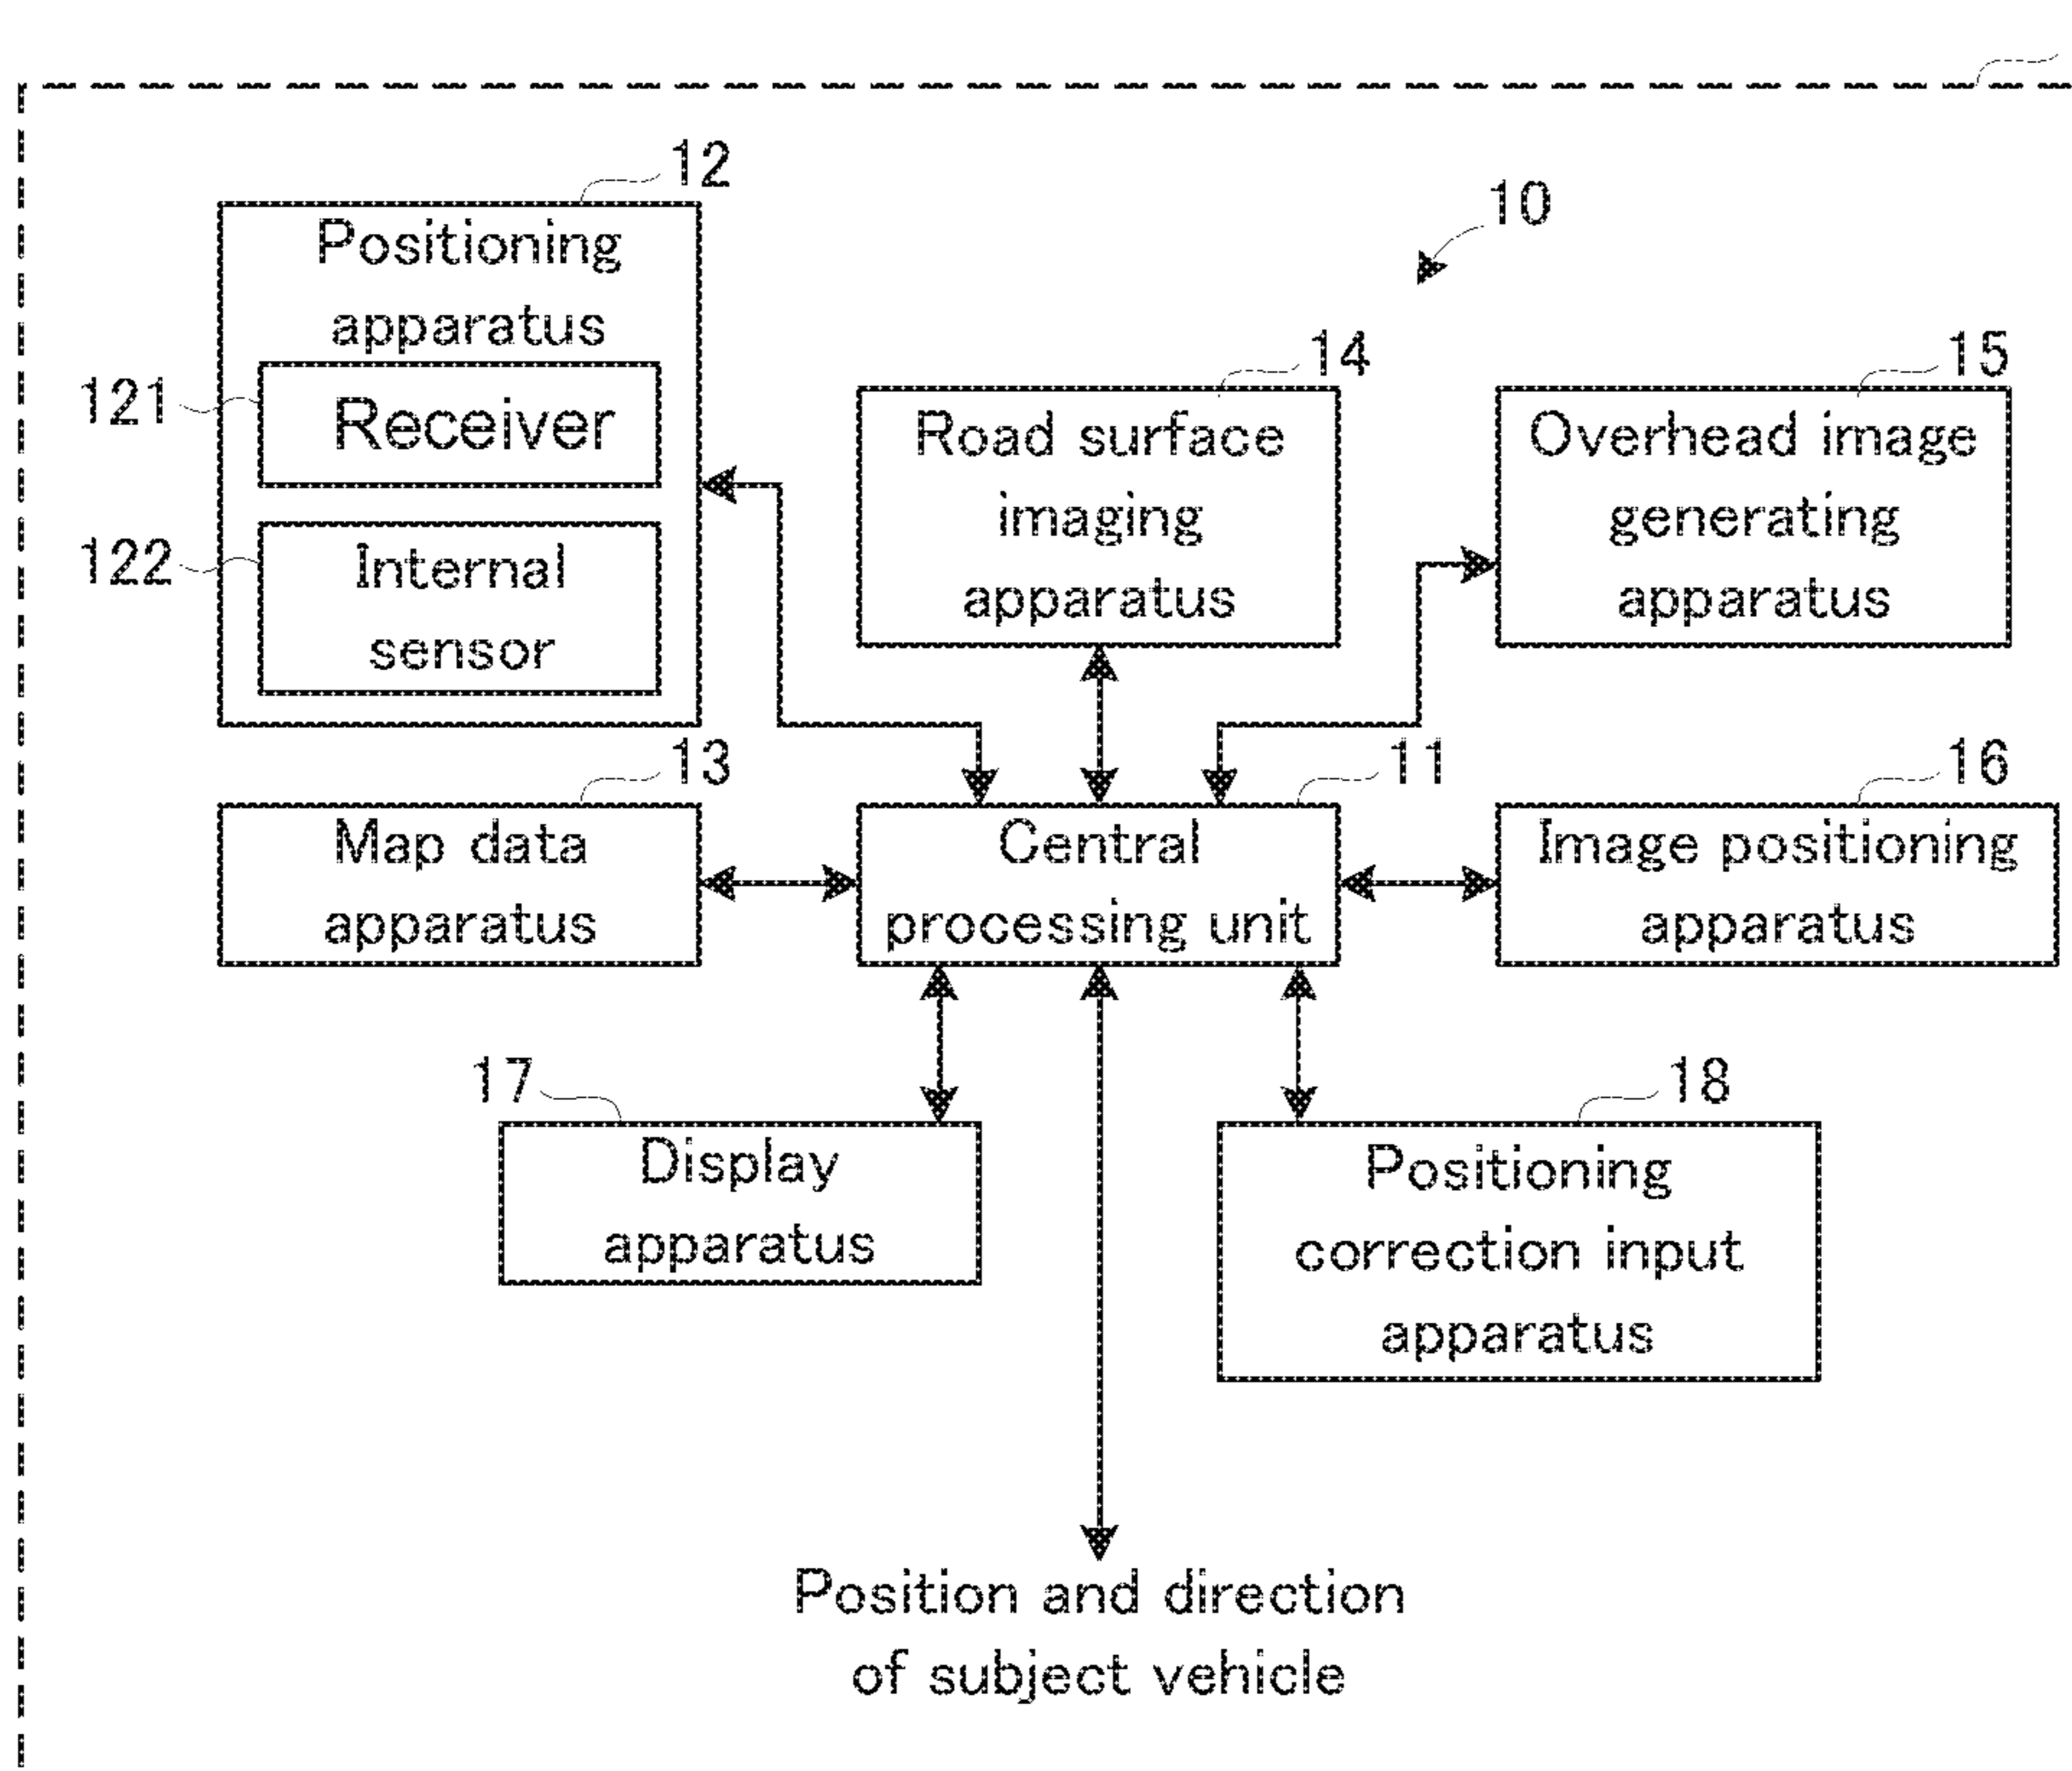 12
Positioning
apparatus
121
Receiver
122
Internal
sensor
10
14
Road surface
imaging
apparatus
15
Overhead image
generating
apparatus
13
Map data
apparatus
11
Central
processing unit
16
Image positioning
apparatus
17
Display
apparatus
18
Positioning
correction input
apparatus
Position and direction
of subject vehicle